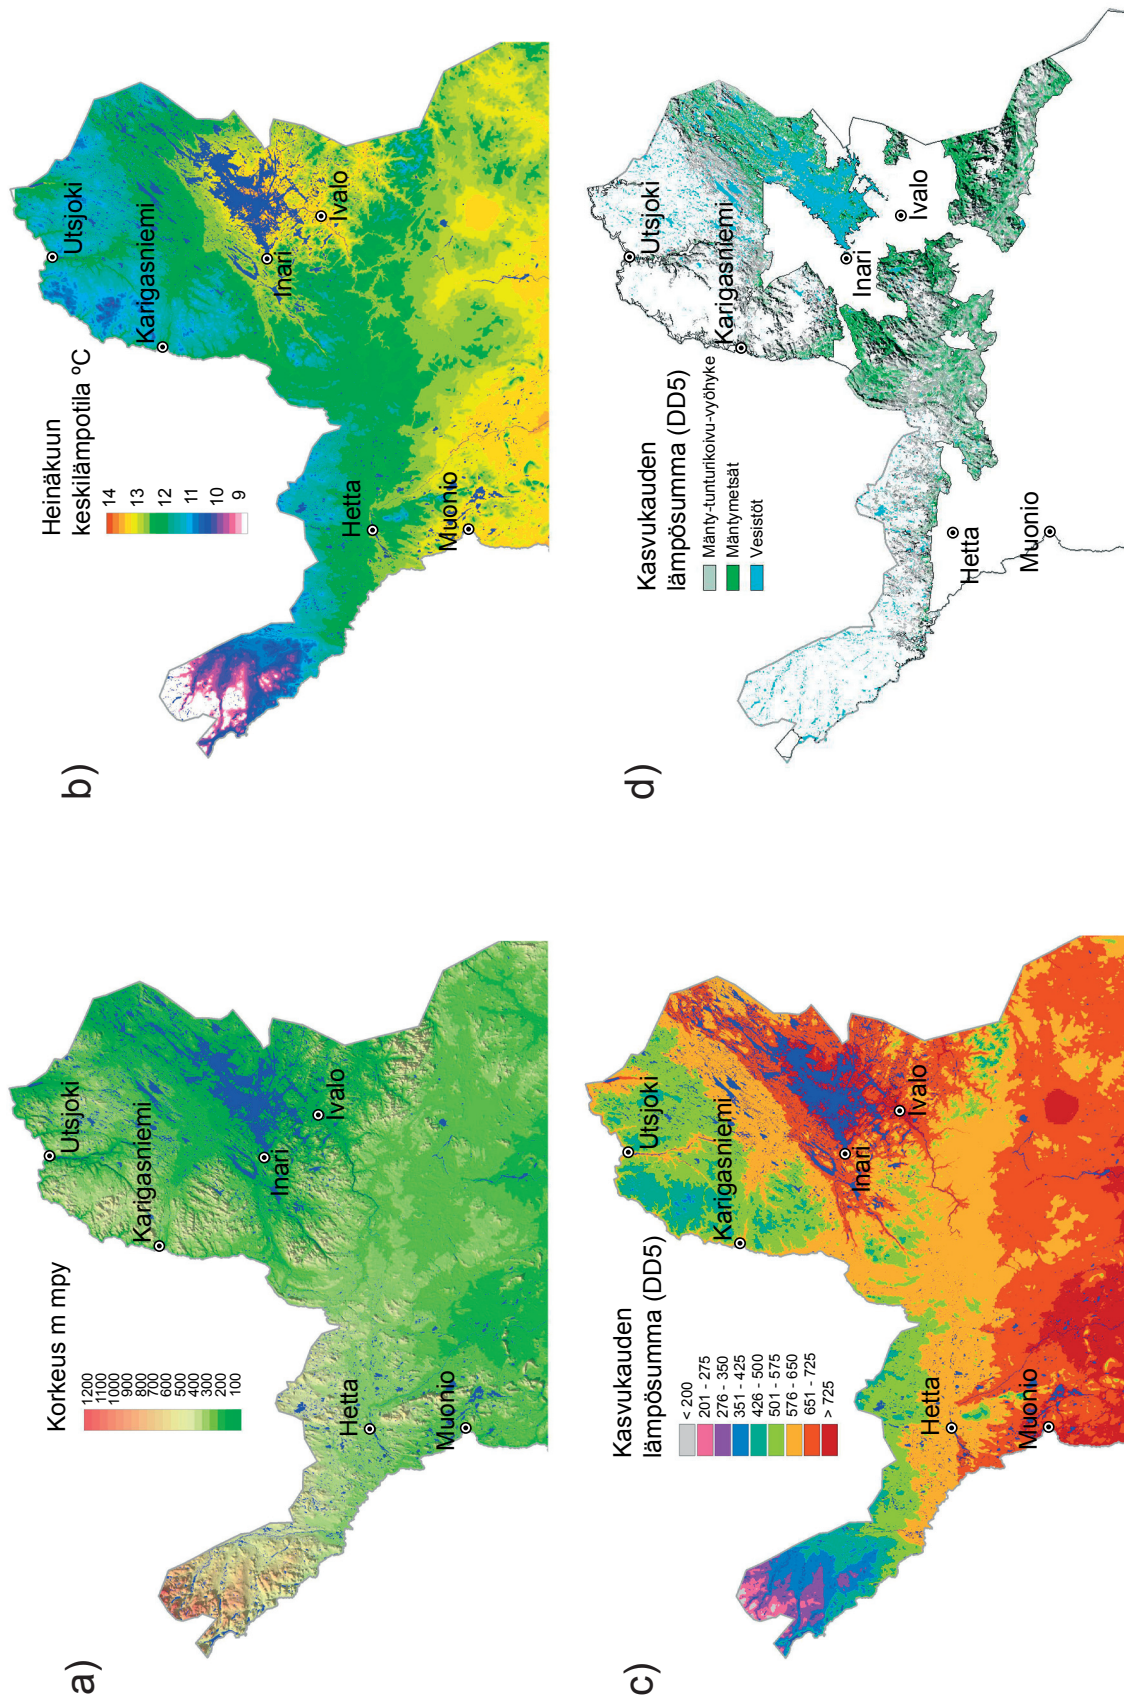 a)
Korkeus m mpy
1200
1100
1000
900
800
700
600
500
400
300
200
100
Utsjoki
Karigasniemi
Inari
Ivalo
Hetta
Muonio
b)
Heinäkuun
keskilämpotila ºC
14
13
12
11
10
9
Utsjoki
Karigasniemi
Inari
Ivalo
Hetta
Muonio
c)
Kasvukauden
lämpösumma (DD5)
< 200
201 - 275
276 - 350
351 - 425
426 - 500
501 - 575
576 - 650
651 - 725
> 725
Utsjoki
Karigasniemi
Inari
Ivalo
Hetta
Muonio
d)
Kasvukauden
lämpösumma (DD5)
Mänty-tunturikoivu-vyöhyke
Mäntymetsät
Vesistöt
Utsjoki
Karigasniemi
Inari
Ivalo
Hetta
Muonio